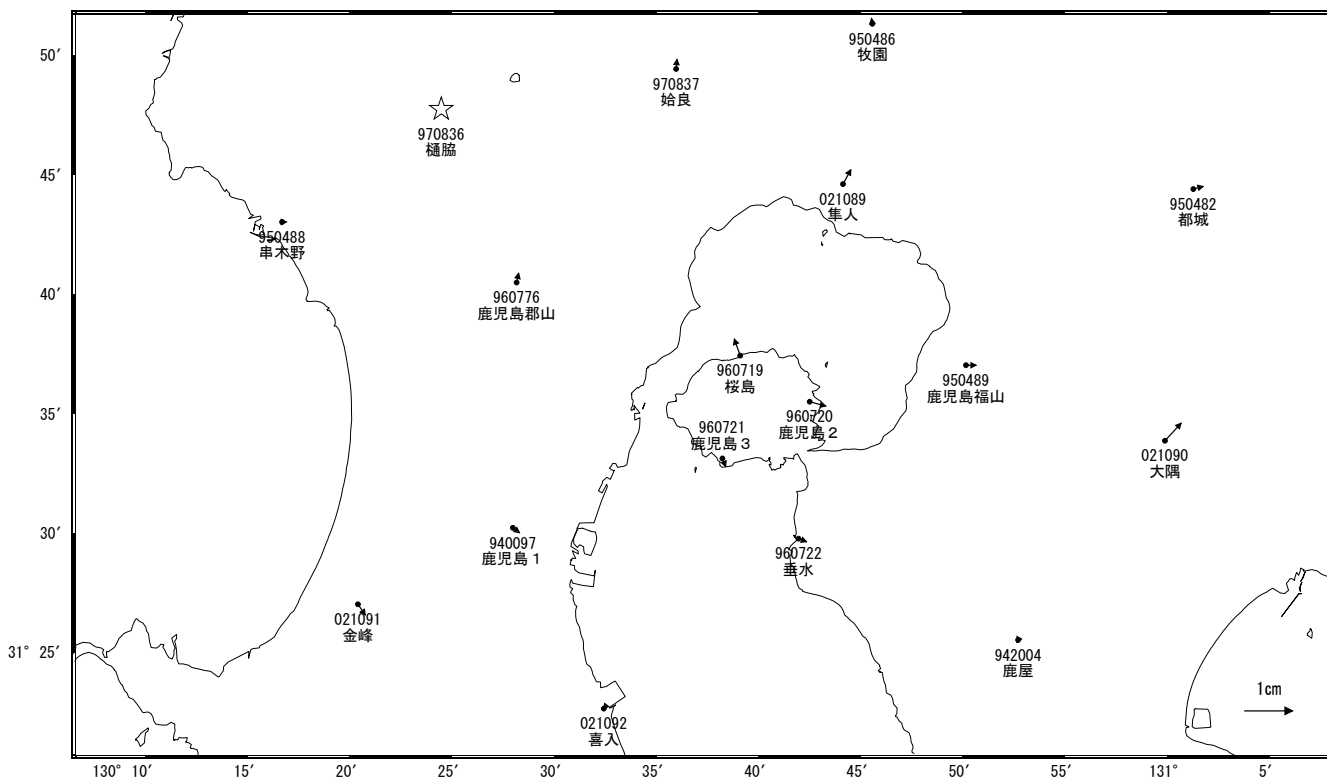 50′
950486
牧園
970837
姶良
970836
樋脇
45′
021089
隼人
950482
都城
950488
串木野
40′
960776
鹿児島郡山
960719
桜島
950489
鹿児島福山
35′
960721
鹿児島3
960720
鹿児島2
021090
大隅
30′
940097
鹿児島1
960722
垂水
021091
金峰
31° 25′
942004
鹿屋
1cm
021092
喜入
130° 10′ 15′ 20′ 25′ 30′ 35′ 40′ 45′ 50′ 55′ 131° 5′